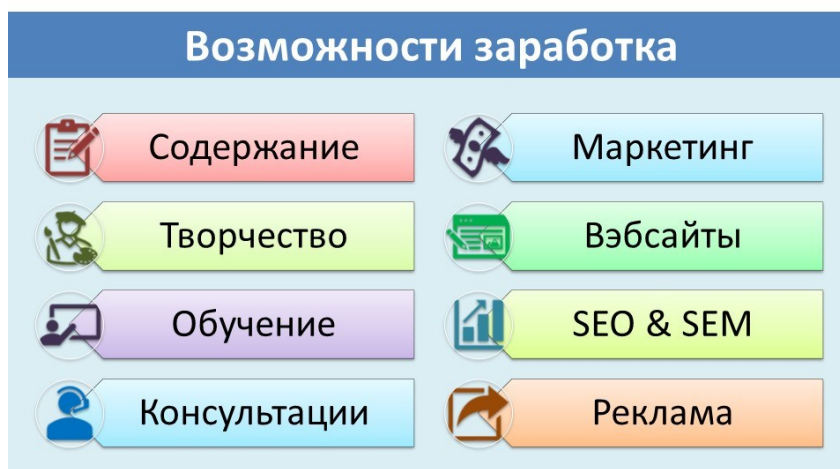 Возможности заработка
Содержание
Творчество
Обучение
Консультации
Маркетинг
Вэбсайты
SEO & SEM
Реклама